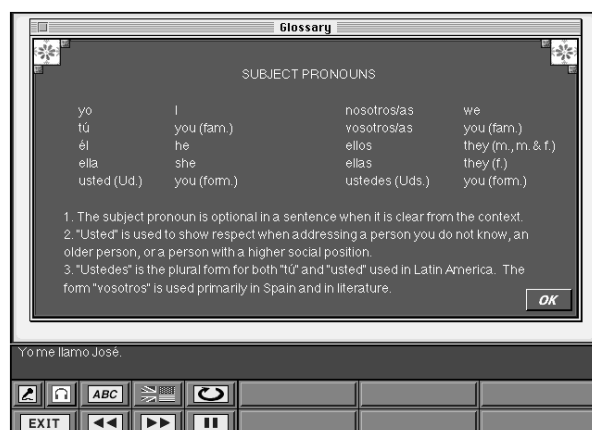 Glossary
SUBJECT PRONOUNS
yo I nosotros/as we
tú you (fam.) vosotros/as you (fam.)
él he ellos they (m., m. & f.)
ella she ellas they (f.)
usted (Ud.) you (form.) ustedes (Uds.) you (form.)
1. The subject pronoun is optional in a sentence when it is clear from the context.
2. "Usted" is used to show respect when addressing a person you do not know, an
older person, or a person with a higher social position.
3. "Ustedes" is the plural form for both "tú" and "usted" used in Latin America. The
form "vosotros" is used primarily in Spain and in literature.
OK
Yo me llamo José.
ABC
EXIT